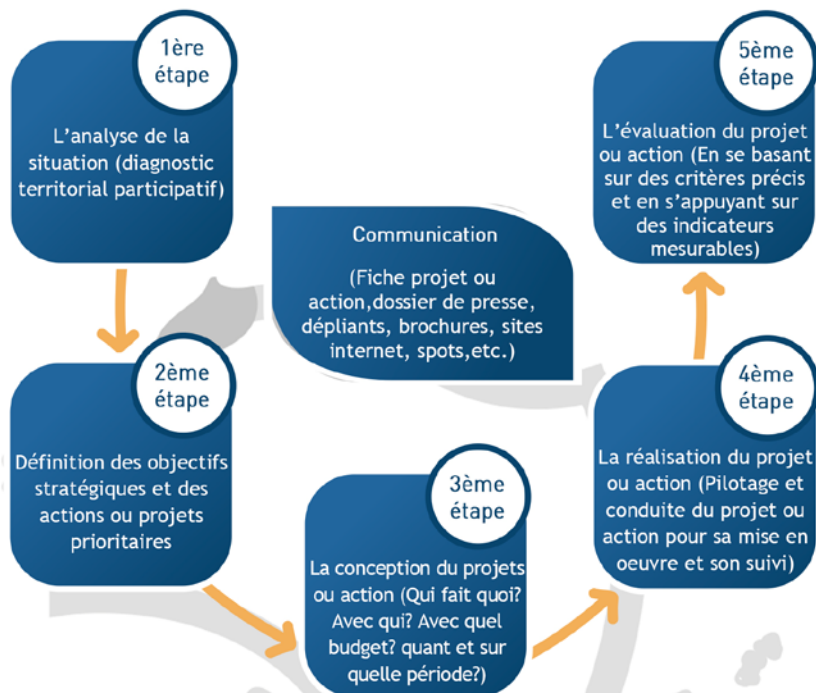 1ère
étape
L'analyse de la
situation (diagnostic
territorial participatif)
2ème
étape
Définition des objectifs
stratégiques et des
actions ou projets
prioritaires
3ème
étape
La conception du projets
ou action (Qui fait quoi?
Avec qui? Avec quel
budget? quant et sur
quelle période?)
4ème
étape
La réalisation du projet
ou action (Pilotage et
conduite du projet ou
action pour sa mise en
oeuvre et son suivi)
5ème
étape
L'évaluation du projet
ou action (En se basant
sur des critères précis
et en s'appuyant sur
des indicateurs
mesurables)
Communication
(Fiche projet ou
action,dossier de presse,
dépliants, brochures, sites
internet, spots,etc.)